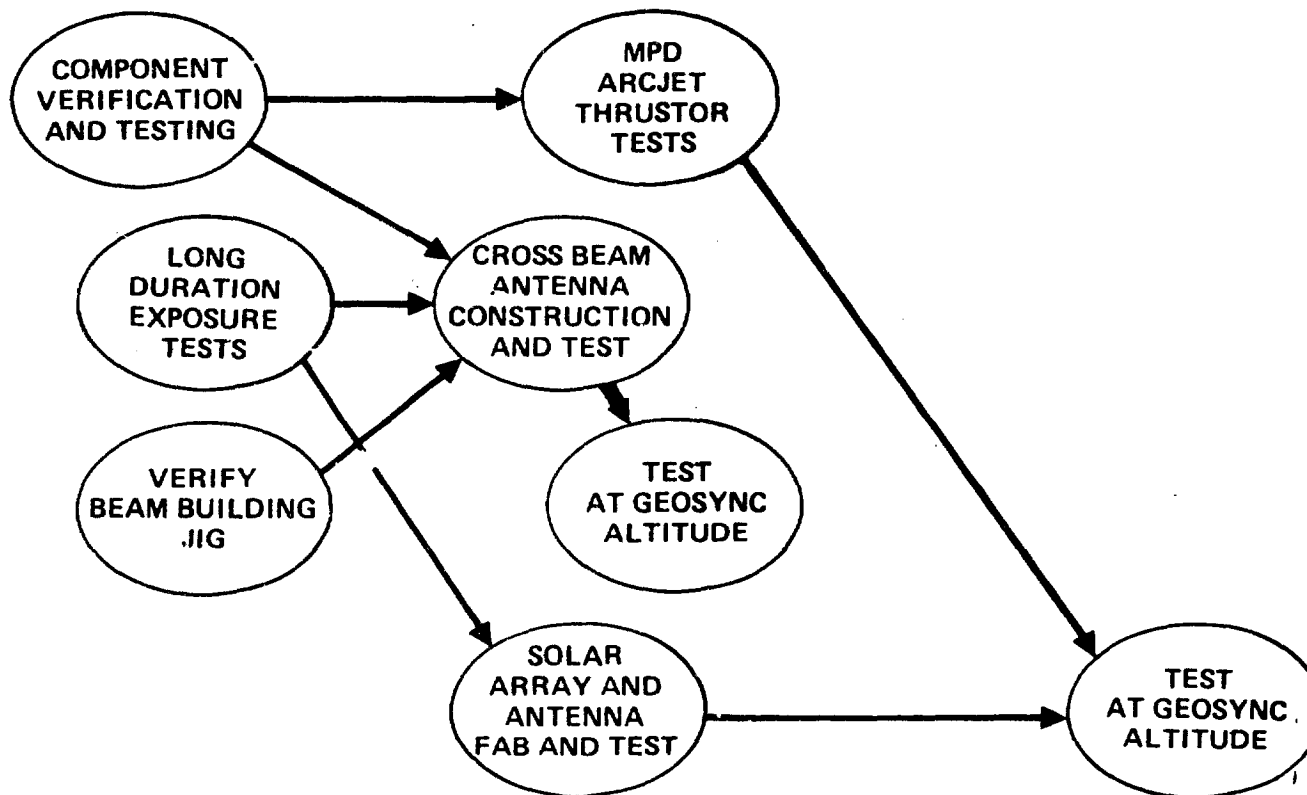 COMPONENT
VERIFICATION
AND TESTING
MPD
ARCJET
THRUSTOR
TESTS
LONG
DURATION
EXPOSURE
TESTS
CROSS BEAM
ANTENNA
CONSTRUCTION
AND TEST
VERIFY
BEAM BUILDING
JIG
TEST
AT GEOSYNC
ALTITUDE
SOLAR
ARRAY AND
ANTENNA
FAB AND TEST
TEST
AT GEOSYNC
ALTITUDE